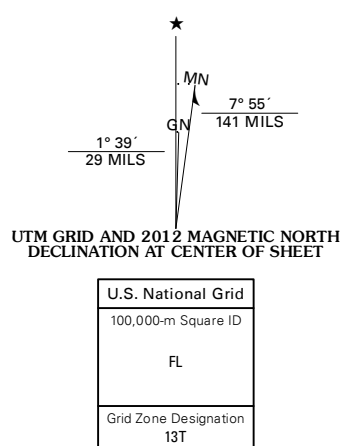 ★
MN
7° 55´
141 MILS
GN
1° 39´
29 MILS
UTM GRID AND 2012 MAGNETIC NORTH
DECLINATION AT CENTER OF SHEET
U.S. National Grid
100,000-m Square ID
FL
Grid Zone Designation
13T